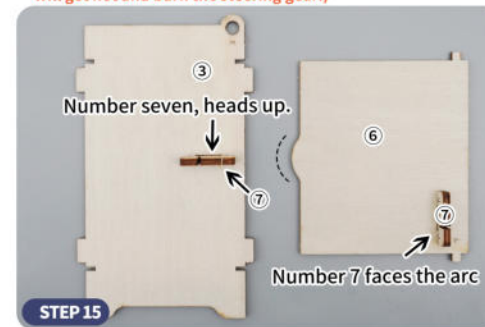 ③
Number seven, heads up.
⑥
⑦
⑦
Number 7 faces the arc
STEP 15